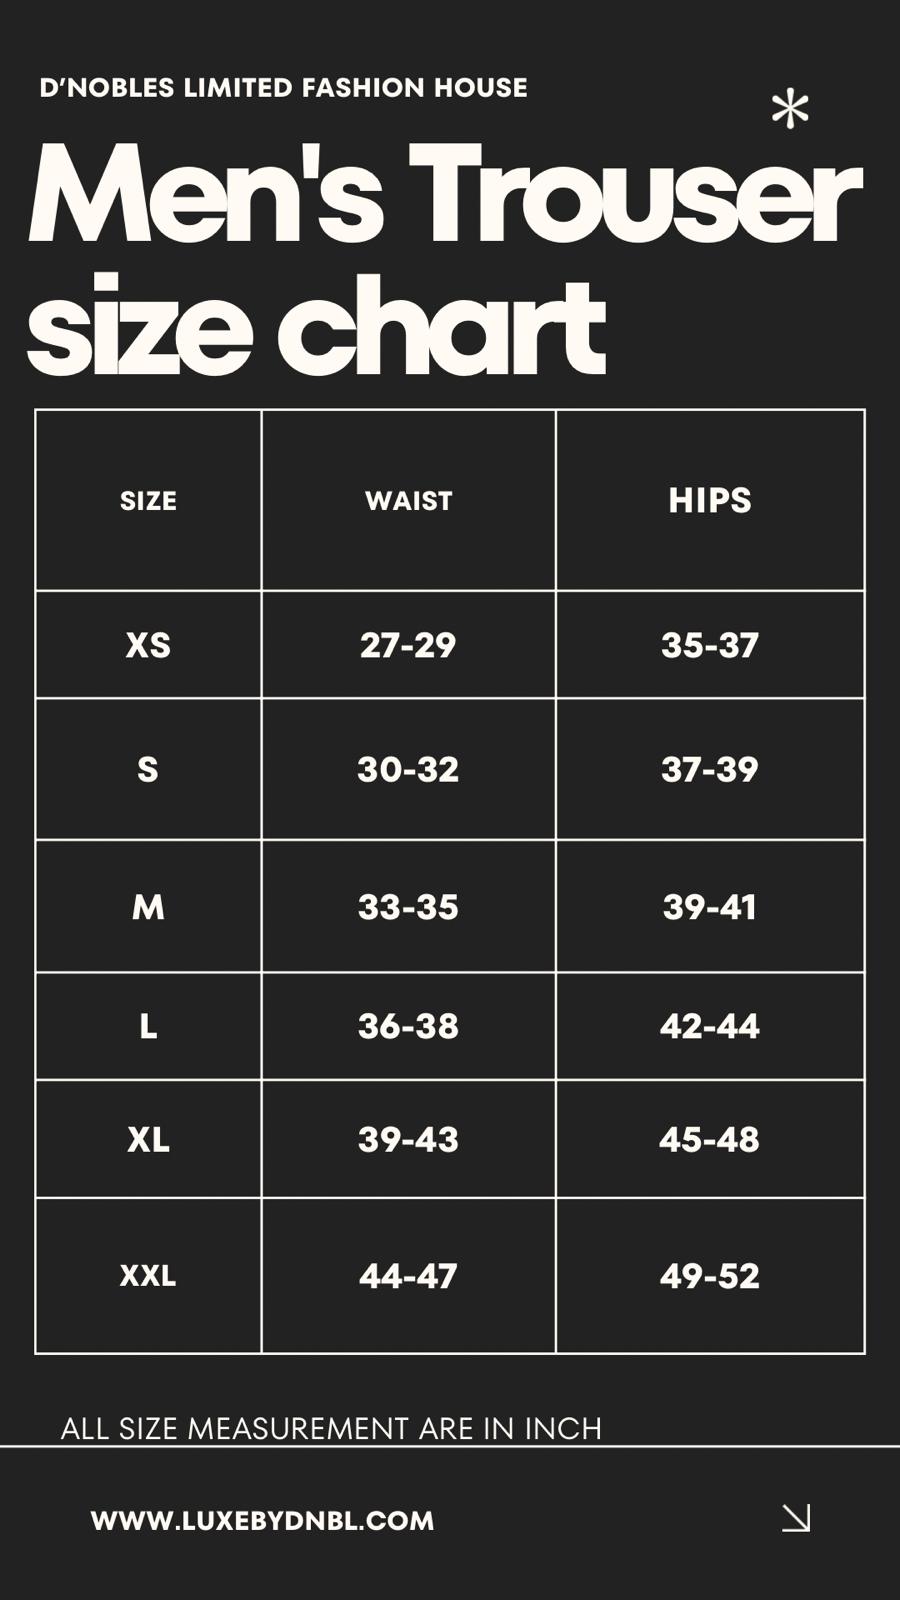 D’NOBLES LIMITED FASHION HOUSE
*
Men's Trouser
size chart
SIZE WAIST HIPS
XS 27-29 35-37
S 30-32 37-39
M 33-35 39-41
L 36-38 42-44
XL 39-43 45-48
XXL 44-47 49-52
ALL SIZE MEASUREMENT ARE IN INCH
WWW.LUXEBYDNBL.COM